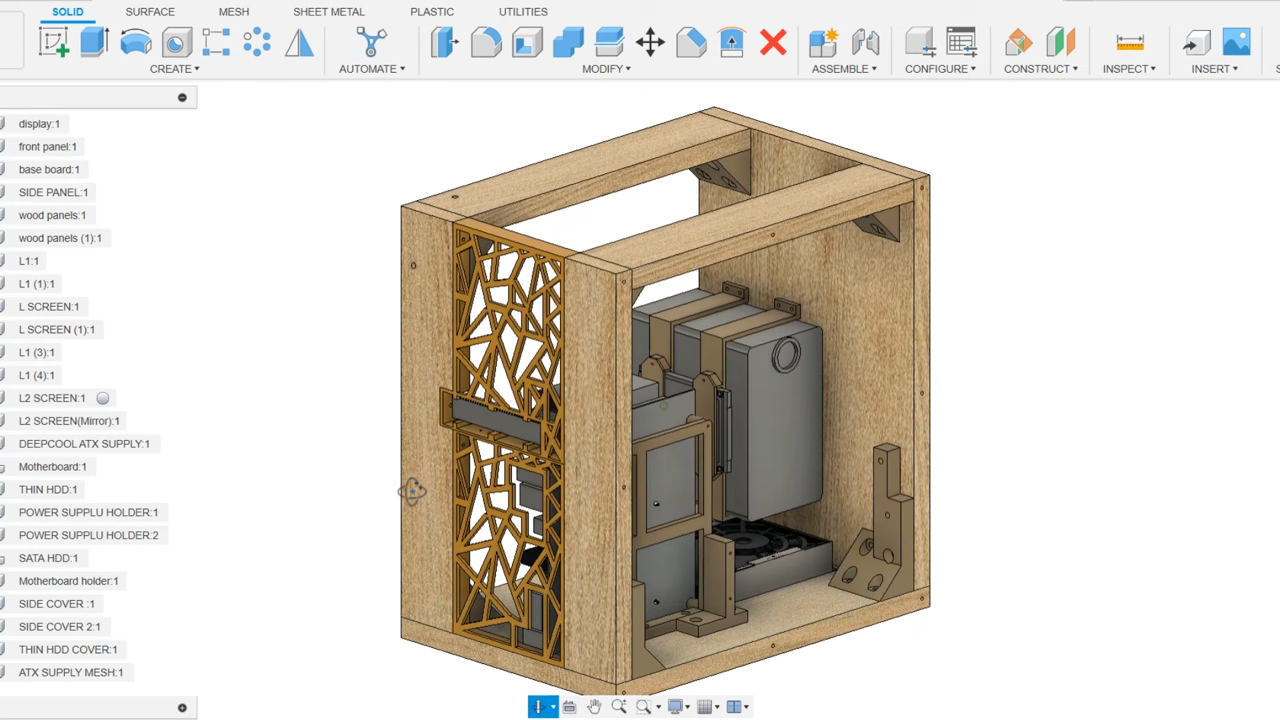 SOLID SURFACE MESH SHEET METAL PLASTIC UTILITIES
CREATE AUTOMATE MODIFY ASSEMBLE CONFIGURE CONSTRUCT INSPECT INSERT
display:1
front panel:1
base board:1
SIDE PANEL:1
wood panels:1
wood panels (1):1
L1:1
L1 (1):1
L SCREEN:1
L SCREEN (1):1
L1 (3):1
L1 (4):1
L2 SCREEN:1
L2 SCREEN(Mirror):1
DEEPCOOL ATX SUPPLY:1
Motherboard:1
THIN HDD:1
POWER SUPPLU HOLDER:1
POWER SUPPLU HOLDER:2
SATA HDD:1
Motherboard holder:1
SIDE COVER :1
SIDE COVER 2:1
THIN HDD COVER:1
ATX SUPPLY MESH:1